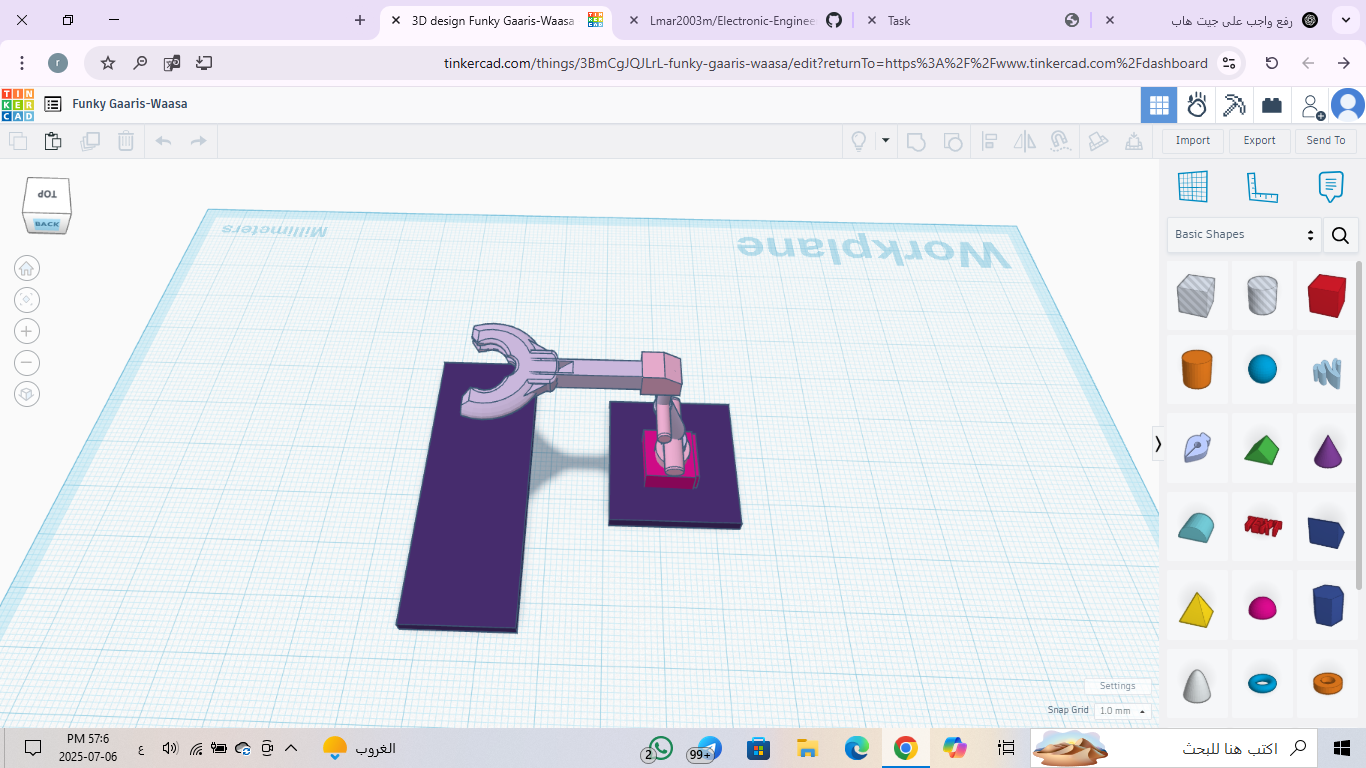 3D design Funky Gaaris-Waasa
Lmar2003m/Electronic-Enginee
Task
رفع واجب على جيت هاب
r
tinkercad.com/things/3BmCgJQJLrL-funky-gaaris-waasa/edit?returnTo=https%3A%2F%2Fwww.tinkercad.com%2Fdashboard
TIN
KER
CAD
Funky Gaaris-Waasa
Import
Export
Send To
TOP
BACK
Millimeters
Workplane
Basic Shapes
TEXT
Settings
Snap Grid
1.0 mm
PM 57:6
2025-07-06
ع
الغروب
2
99+
اكتب هنا للبحث